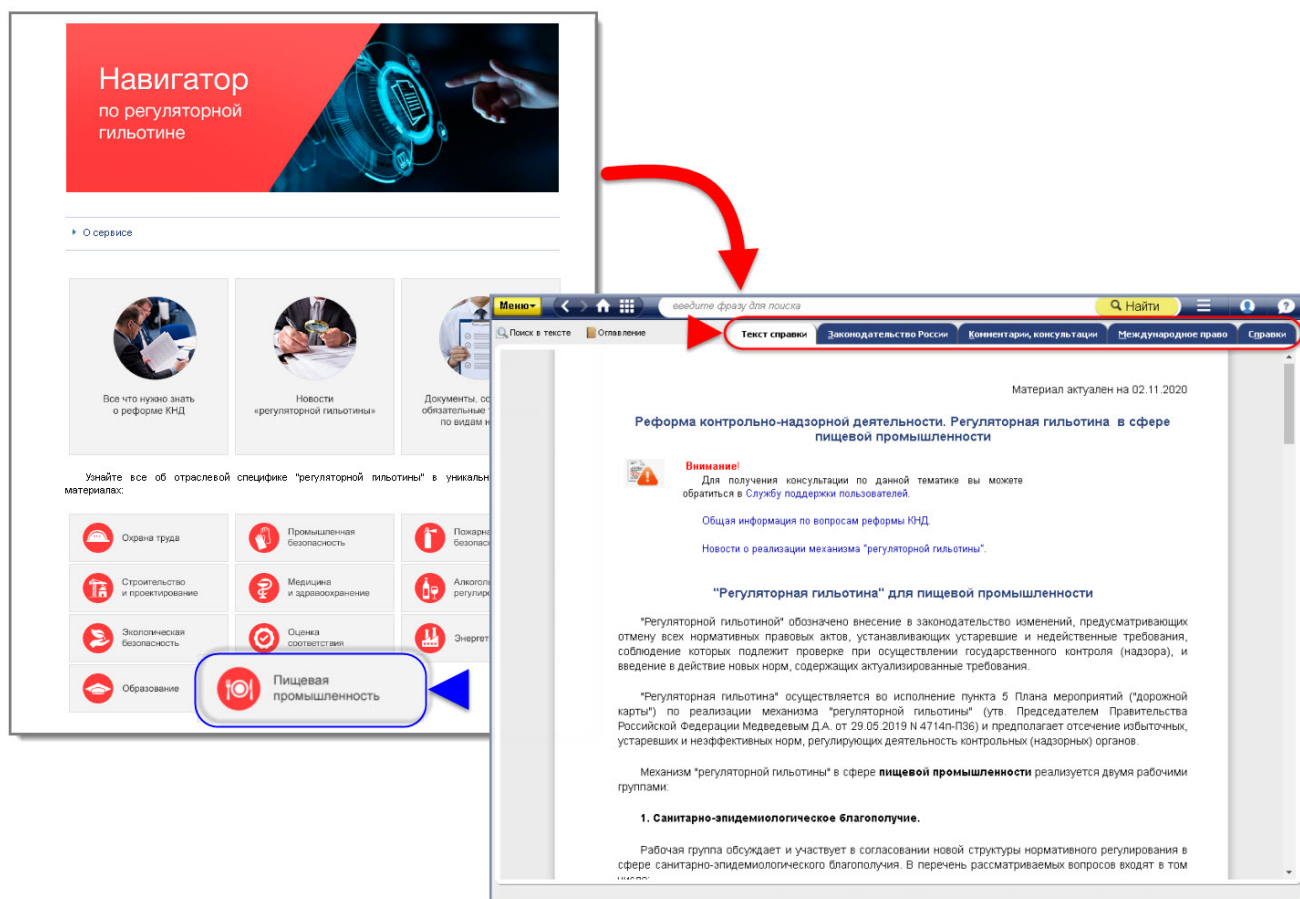 Навигатор
по регуляторной
гильотине
О сервисе
Все что нужно знать
о реформе КНД
Новости
«регуляторной гильотины»
Документы, со
обязательные
по видам н
Узнайте все об отраслевой специфике "регуляторной гильотины" в уникальн
материалах:
Охрана труда
Промышленная
безопасность
Пожарна
безопас
Строительство
и проектирование
Медицина
и здравоохранение
Алкогол
регулир
Экологическая
безопасность
Оценка
соответствия
Энергет
Образование
Пищевая
промышленность
Меню
введите фразу для поиска
Найти
Поиск в тексте
Оглавление
Текст справки
Законодательство России
Комментарии, консультации
Международное право
Справки
Материал актуален на 02.11.2020
Реформа контрольно-надзорной деятельности. Регуляторная гильотина в сфере
пищевой промышленности
Внимание!
Для получения консультации по данной тематике вы можете
обратиться в Службу поддержки пользователей.
Общая информация по вопросам реформы КНД.
Новости о реализации механизма "регуляторной гильотины".
"Регуляторная гильотина" для пищевой промышленности
"Регуляторной гильотиной" обозначено внесение в законодательство изменений, предусматривающих
отмену всех нормативных правовых актов, устанавливающих устаревшие и недейственные требования,
соблюдение которых подлежит проверке при осуществлении государственного контроля (надзора), и
введение в действие новых норм, содержащих актуализированные требования.
"Регуляторная гильотина" осуществляется во исполнение пункта 5 Плана мероприятий ("дорожной
карты") по реализации механизма "регуляторной гильотины" (утв. Председателем Правительства
Российской Федерации Медведевым Д.А. от 29.05.2019 N 4714п-П36) и предполагает отсечение избыточных,
устаревших и неэффективных норм, регулирующих деятельность контрольных (надзорных) органов.
Механизм "регуляторной гильотины" в сфере пищевой промышленности реализуется двумя рабочими
группами:
1. Санитарно-эпидемиологическое благополучие.
Рабочая группа обсуждает и участвует в согласовании новой структуры нормативного регулирования в
сфере санитарно-эпидемиологического благополучия. В перечень рассматриваемых вопросов входят в том
числе: